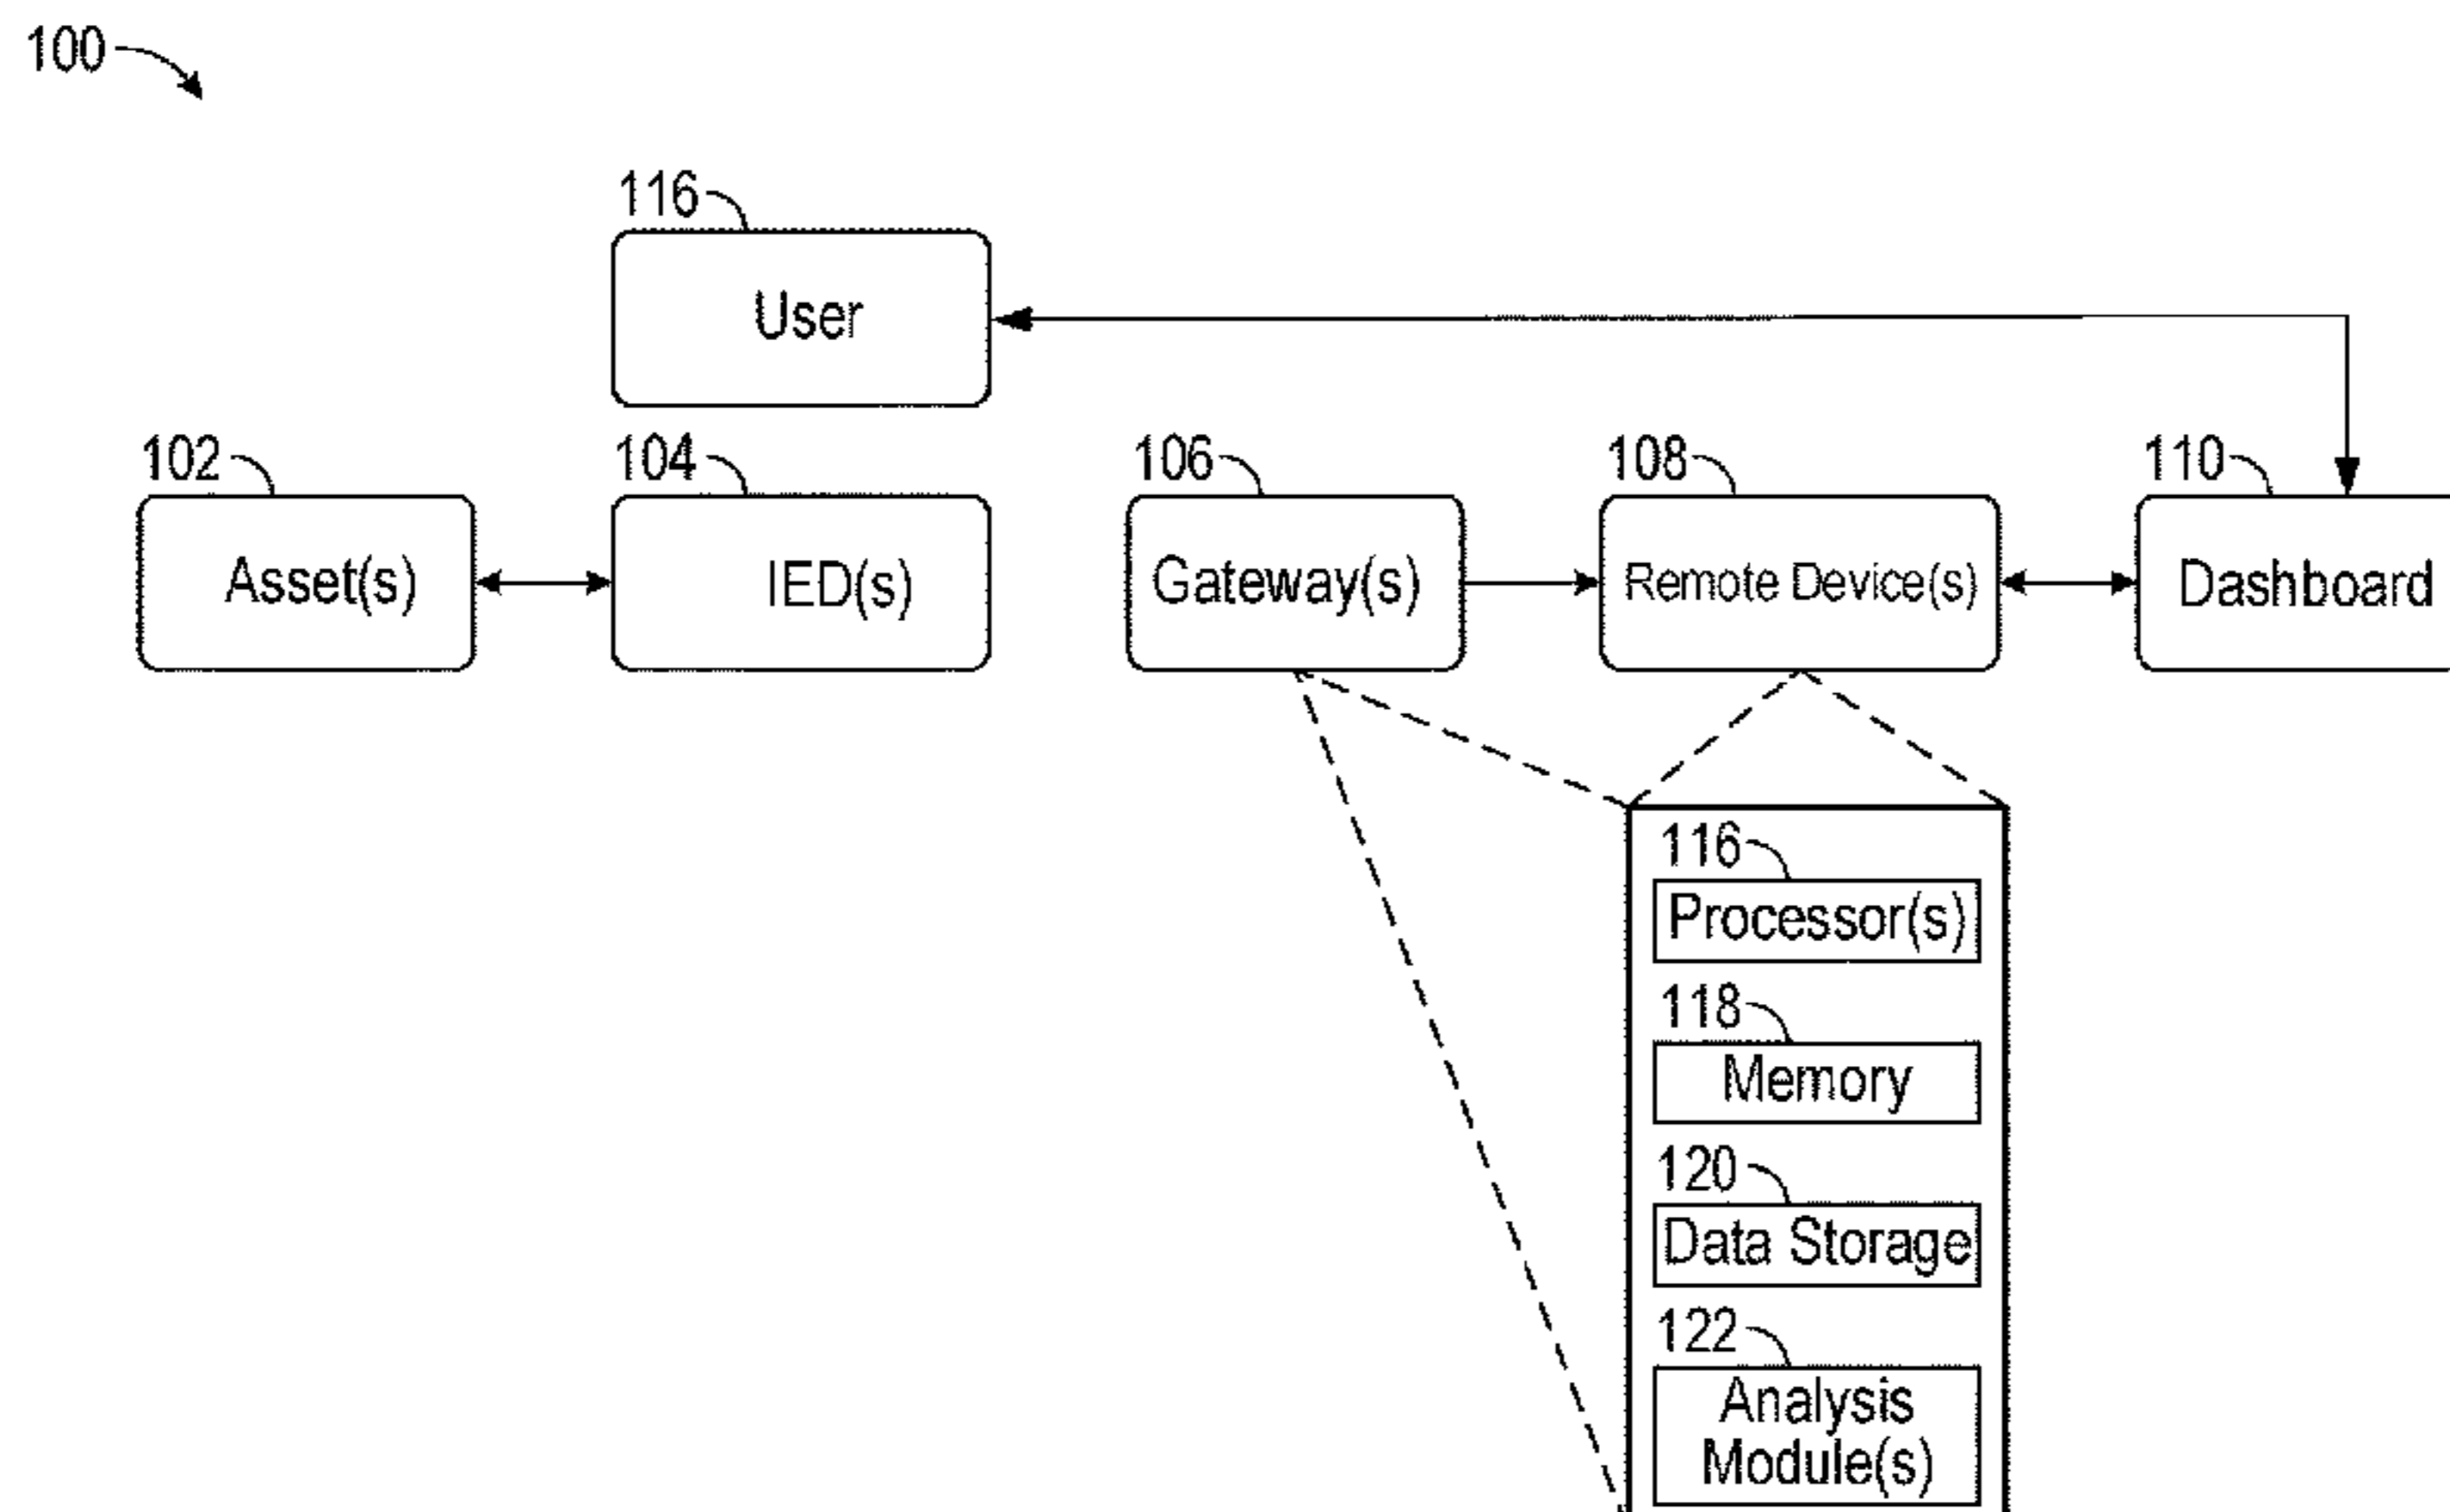 100
116
User
102
104
106
108
110
Asset(s)
IED(s)
Gateway(s)
Remote Device(s)
Dashboard
116
Processor(s)
118
Memory
120
Data Storage
122
Analysis
Module(s)